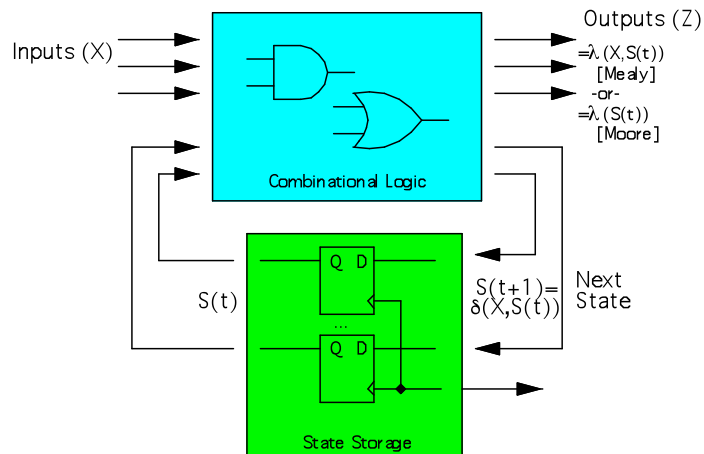 Outputs (Z)
Inputs (X)
=λ(X,S(t))
[Mealy]
-or-
=λ(S(t))
[Moore]
Combinational Logic
Q D
S(t)
S(t+1)=
δ(X,S(t))
Next
State
...
Q D
State Storage